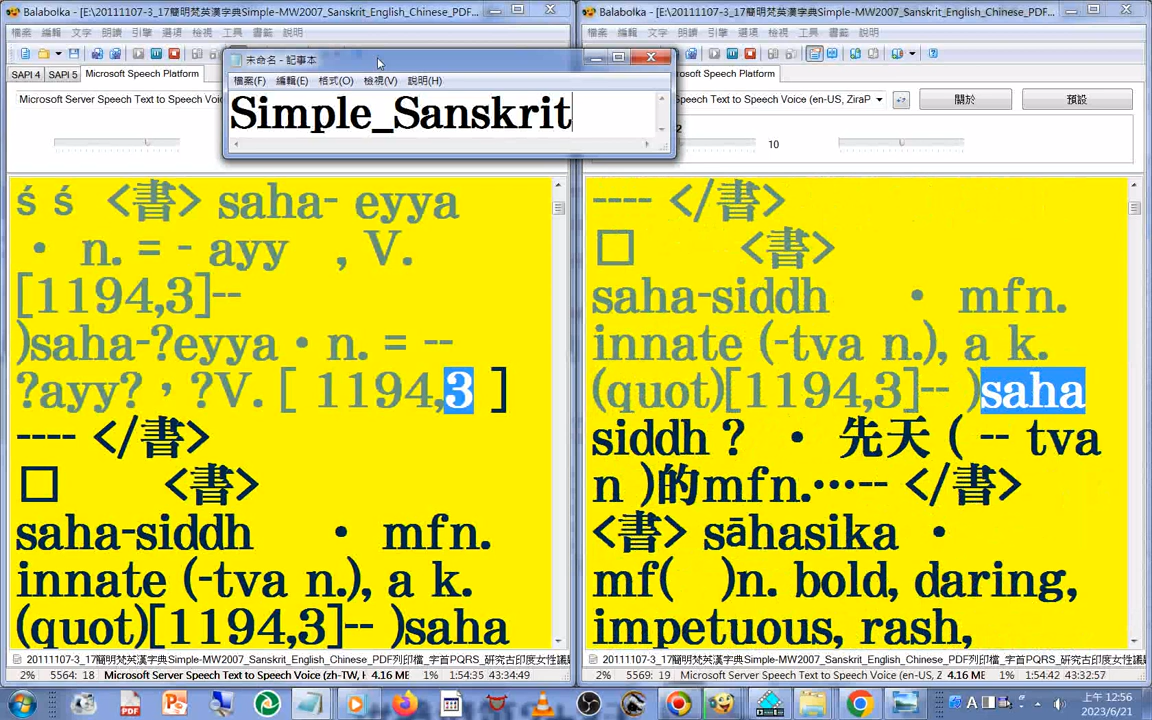 Balabolka - [E:\20111107-3_17簡明梵英漢字典Simple-MW2007_Sanskrit_English_Chinese_PDF...
檔案 編輯 文字 朗讀 引擎 選項 檢視 工具 書籤 說明
SAPI 4 SAPI 5 Microsoft Speech Platform
Microsoft Server Speech Text to Speech Voi
未命名 - 記事本
檔案(F) 編輯(E) 格式(O) 檢視(V) 說明(H)
Simple_Sanskrit
ś ś <書> saha- eyya
• n. = - ayy , V.
[1194,3]--
)saha-?eyya • n. = --
?ayy? , ?V. [ 1194,3 ]
---- </書>
□ <書>
saha-siddh • mfn.
innate (-tva n.), a k.
(quot)[1194,3]-- )saha
20111107-3_17簡明梵英漢字典Simple-MW2007_Sanskrit_English_Chinese_PDF列印檔_字首PQRS_研究古印度女性議
2% 5564: 18 Microsoft Server Speech Text to Speech Voice (zh-TW, 4.16 MB 1% 1:54:35 43:34:49
Balabolka - [E:\20111107-3_17簡明梵英漢字典Simple-MW2007_Sanskrit_English_Chinese_PDF...
檔案 編輯 文字 朗讀 引擎 選項 檢視 工具 書籤 說明
Speech Platform
Speech Text to Speech Voice (en-US, ZiraP
關於
預設
2
10
---- </書>
□ <書>
saha-siddh • mfn.
innate (-tva n.), a k.
(quot)[1194,3]-- )saha
siddh ? • 先天 ( -- tva
n )的mfn.…-- </書>
<書> sāhasika •
mf( )n. bold, daring,
impetuous, rash,
20111107-3_17簡明梵英漢字典Simple-MW2007_Sanskrit_English_Chinese_PDF列印檔_字首PQRS_研究古印度女性議
2% 5569: 19 Microsoft Server Speech Text to Speech Voice (en-US, Z 4.16 MB 1% 1:54:42 43:32:57
上午 12:56
2023/6/21